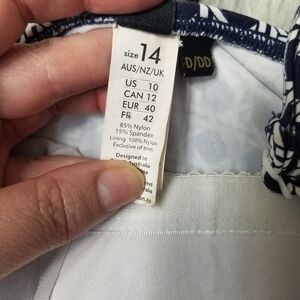 size 14
AUS/NZ/UK
US 10
CAN 12
EUR 40
FR 42
85% Nylon
15% Spandex
Lining 100% Nylon
Exclusive of trim
Designed in
Australia
D/DD